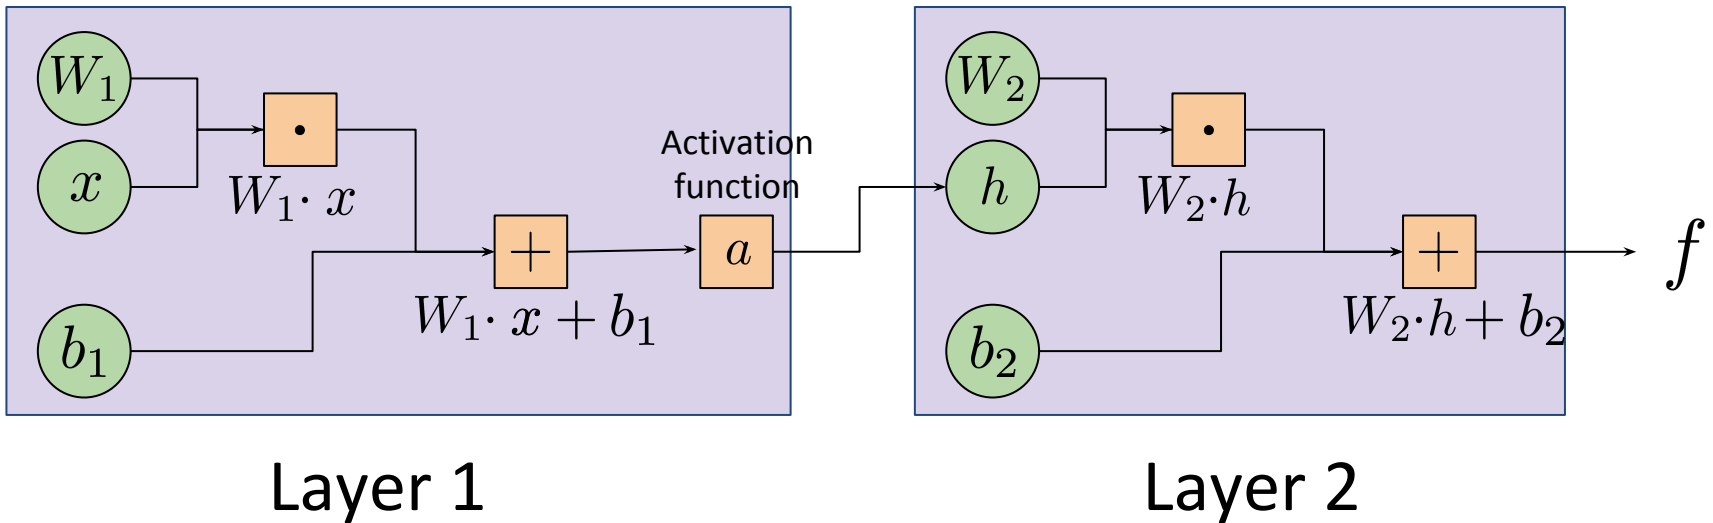 W₁
x
·
W₁· x
b₁
+
W₁· x + b₁
Activation
function
a
W₂
h
·
W₂·h
b₂
+
W₂·h + b₂
f
Layer 1
Layer 2